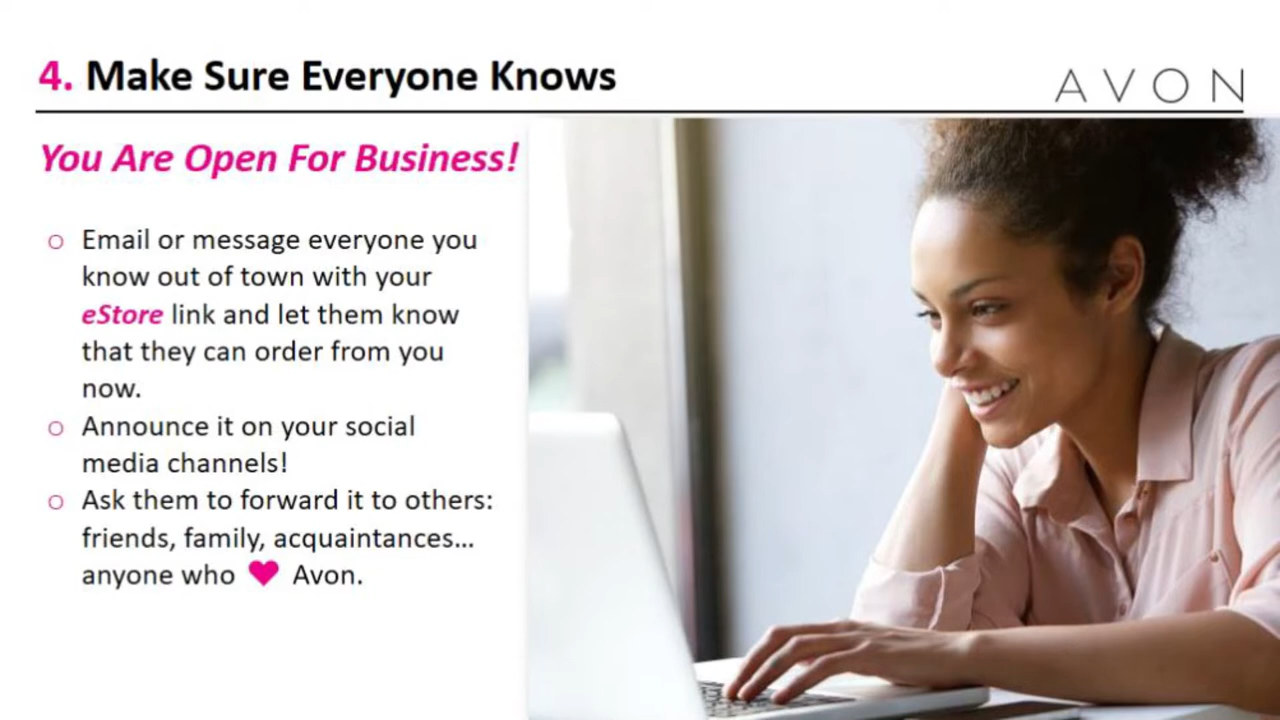 4. Make Sure Everyone Knows
AVON
You Are Open For Business!
o Email or message everyone you
know out of town with your
eStore link and let them know
that they can order from you
now.
o Announce it on your social
media channels!
o Ask them to forward it to others:
friends, family, acquaintances...
anyone who ♥ Avon.